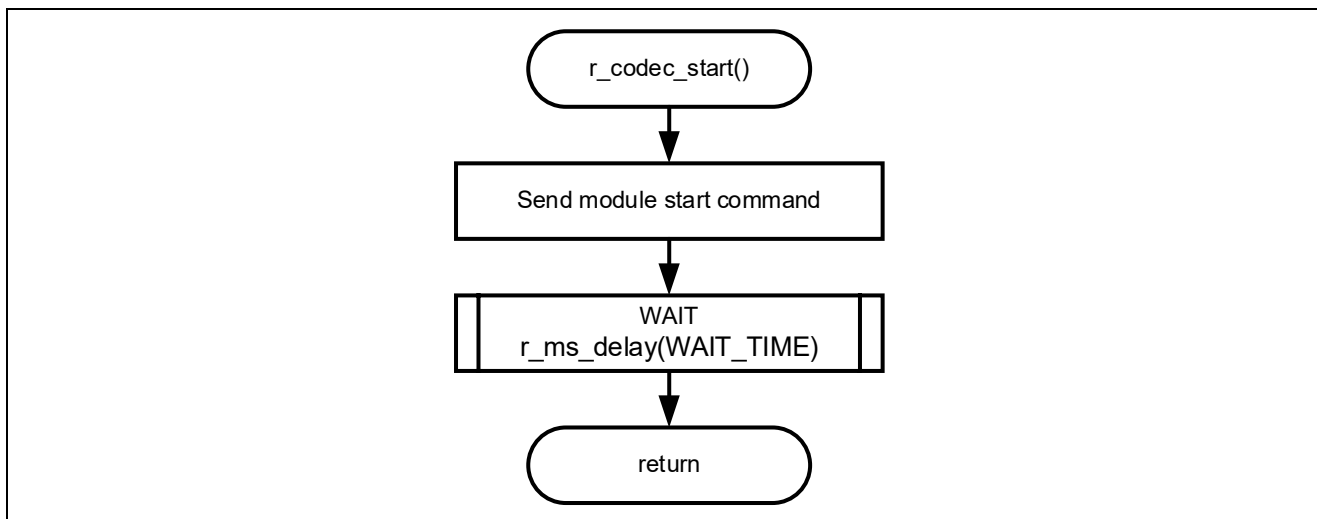 r_codec_start()
Send module start command
WAIT
r_ms_delay(WAIT_TIME)
return